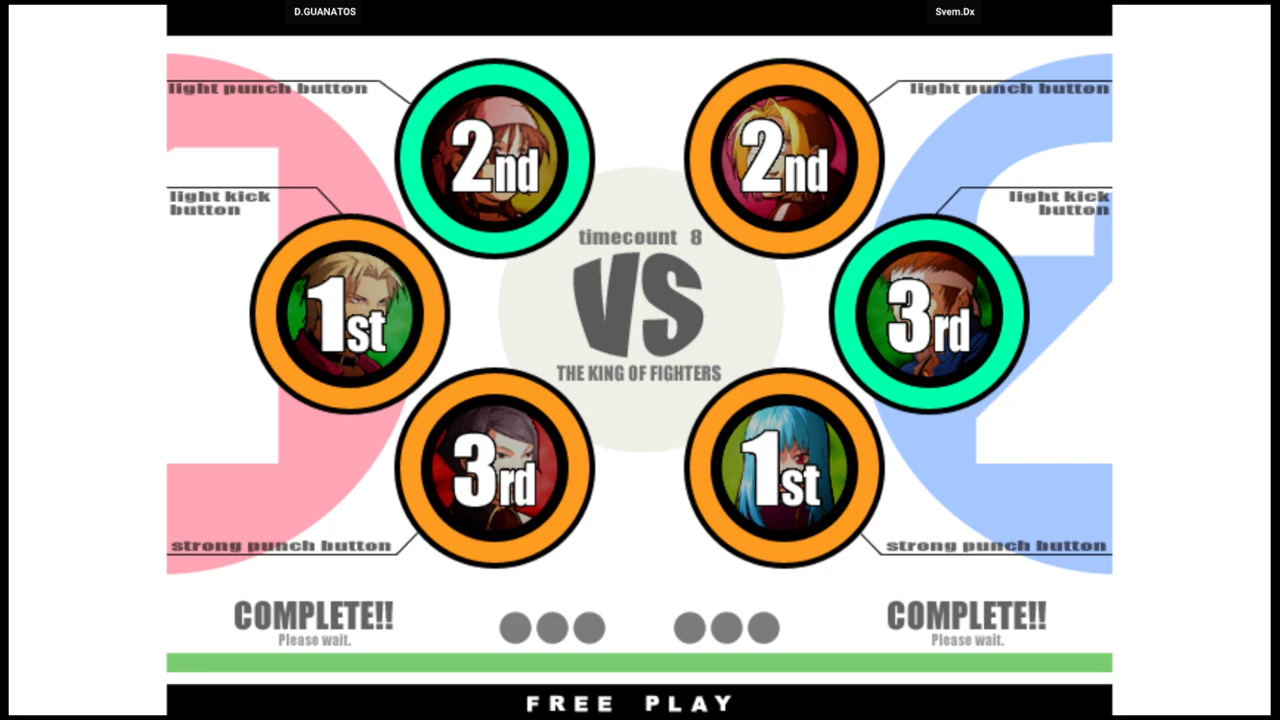 D.GUANATOS
Svem.Dx
light punch button
light punch button
2nd
2nd
light kick
button
light kick
button
timecount 8
VS
THE KING OF FIGHTERS
1st
3rd
3rd
1st
strong punch button
strong punch button
COMPLETE!!
Please wait.
COMPLETE!!
Please wait.
FREE PLAY
1
2